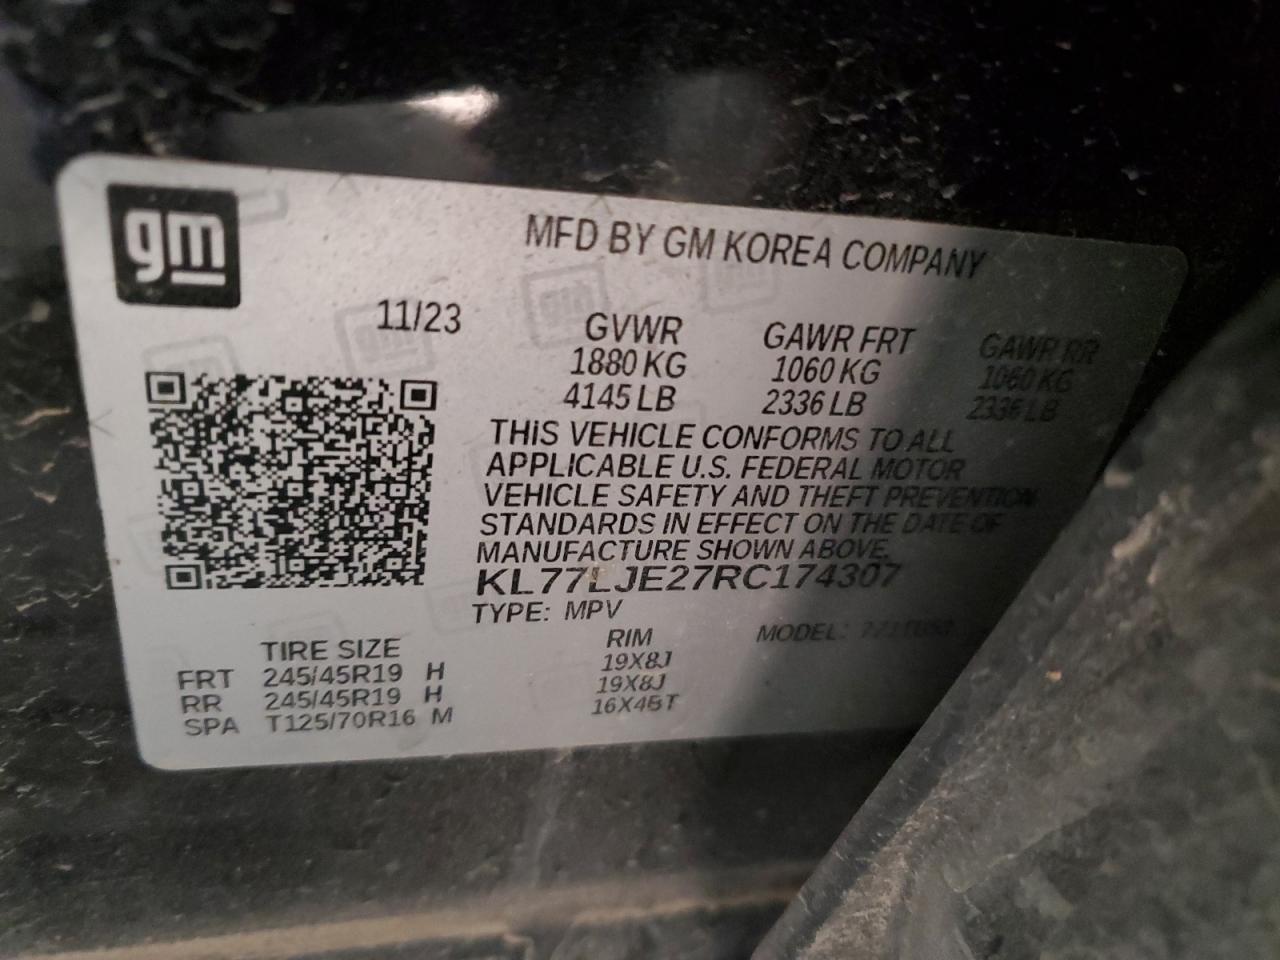 gm
MFD BY GM KOREA COMPANY
11/23
GVWR GAWR FRT GAWR RR
1880 KG 1060 KG 1060 KG
4145 LB 2336 LB 2336 LB
THIS VEHICLE CONFORMS TO ALL
APPLICABLE U.S. FEDERAL MOTOR
VEHICLE SAFETY AND THEFT PREVENTION
STANDARDS IN EFFECT ON THE DATE OF
MANUFACTURE SHOWN ABOVE.
KL77LJE27RC174307
TYPE: MPV MODEL:
TIRE SIZE RIM
FRT 245/45R19 H 19X8J
RR 245/45R19 H 19X8J
SPA T125/70R16 M 16X4BT